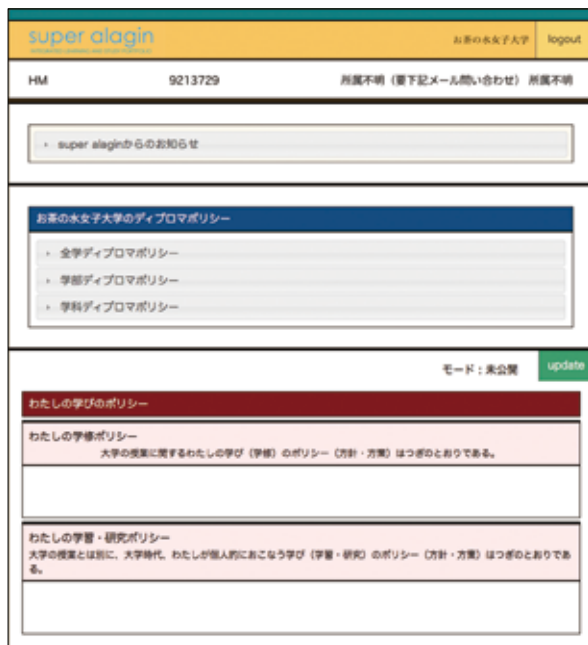 super alagin
お茶の水女子大学 logout
HM 9213729 所属不明（要下記メール問い合わせ） 所属不明
super alaginからのお知らせ
お茶の水女子大学のディプロマポリシー
全学ディプロマポリシー
学部ディプロマポリシー
学科ディプロマポリシー
モード：未公開 update
わたしの学びのポリシー
わたしの学修ポリシー
大学の授業に関するわたしの学び（学修）のポリシー（方針・方策）はつぎのとおりである。
わたしの学習・研究ポリシー
大学の授業とは別に、大学時代、わたしが個人的におこなう学び（学習・研究）のポリシー（方針・方策）はつぎのとおりであ
る。